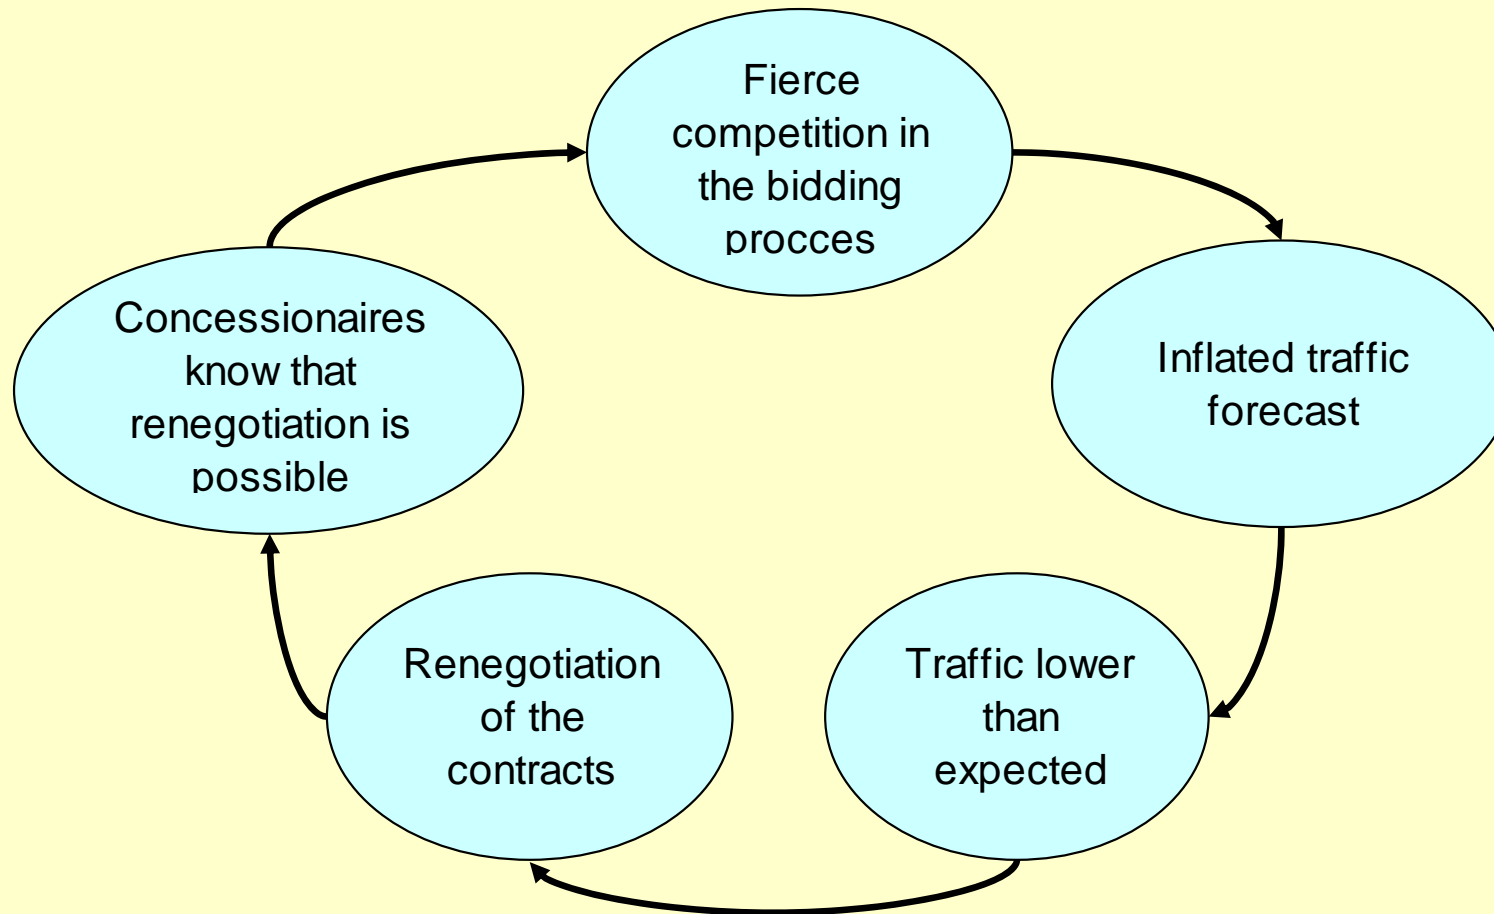 Fierce
competition in
the bidding
procces
Inflated traffic
forecast
Traffic lower
than
expected
Renegotiation
of the
contracts
Concessionaires
know that
renegotiation is
possible